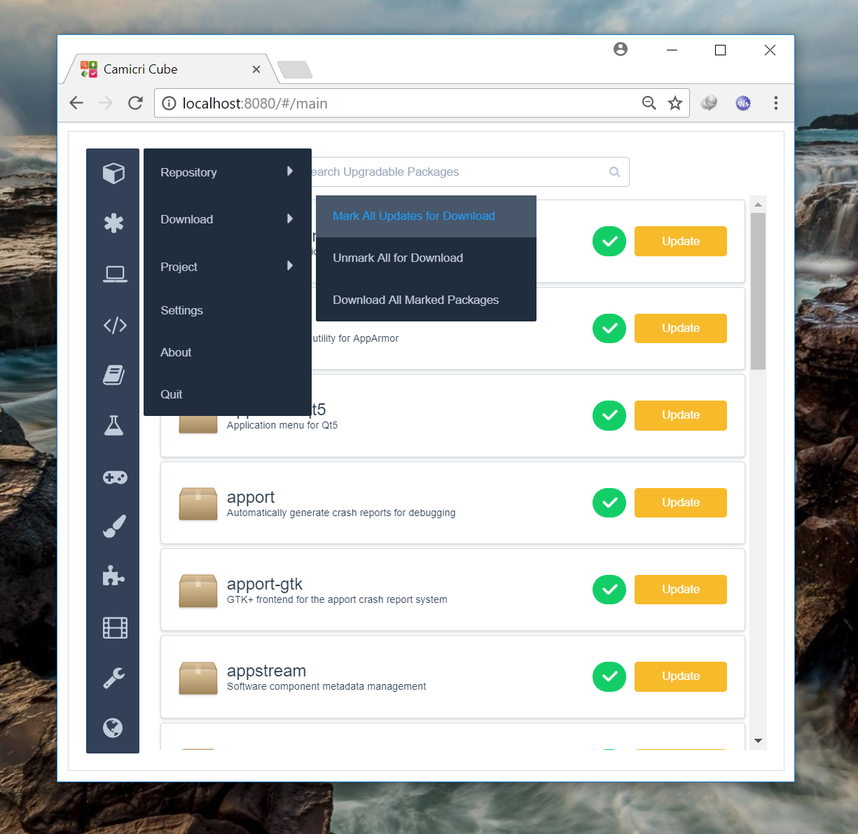 Camicri Cube
localhost:8080/#/main
Repository
Download
Project
Settings
About
Quit
earch Upgradable Packages
Mark All Updates for Download
Unmark All for Download
Download All Marked Packages
Update
utility for AppArmor
Update
t5
Application menu for Qt5
Update
apport
Automatically generate crash reports for debugging
Update
apport-gtk
GTK+ frontend for the apport crash report system
Update
appstream
Software component metadata management
Update